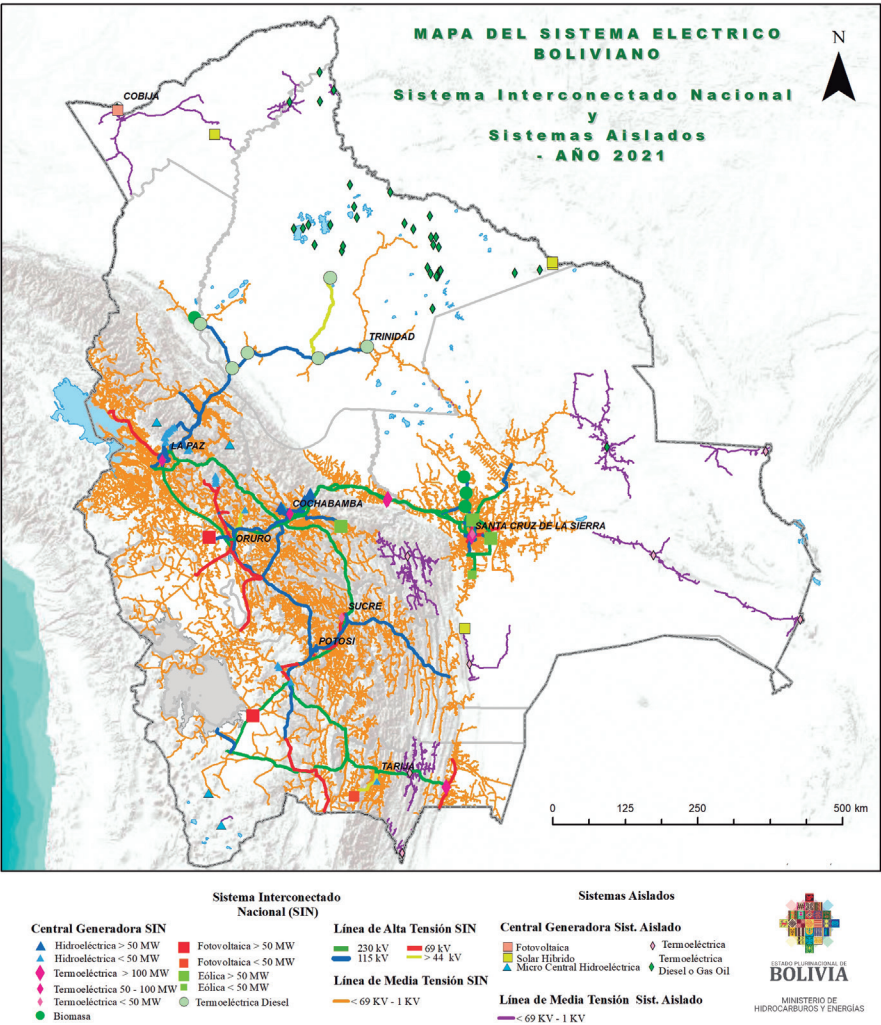 MAPA DEL SISTEMA ELECTRICO
BOLIVIANO
Sistema Interconectado Nacional
y
Sistemas Aislados
- AÑO 2021
N
COBIJA
TRINIDAD
LA PAZ
COCHABAMBA
SANTA CRUZ DE LA SIERRA
ORURO
SUCRE
POTOSI
TARIJA
0 125 250 500 km
Sistema Interconectado
Nacional (SIN)
Central Generadora SIN
Hidroeléctrica > 50 MW
Hidroeléctrica < 50 MW
Termoeléctrica > 100 MW
Termoeléctrica 50 - 100 MW
Termoeléctrica < 50 MW
Biomasa
Fotovoltaica > 50 MW
Fotovoltaica < 50 MW
Eólica > 50 MW
Eólica < 50 MW
Termoeléctrica Diesel
Línea de Alta Tensión SIN
230 kV 69 kV
115 kV > 44 kV
Línea de Media Tensión SIN
< 69 KV - 1 KV
Sistemas Aislados
Central Generadora Sist. Aislado
Fotovoltaica
Solar Hibrido
Micro Central Hidroeléctrica
Termoeléctrica
Termoeléctrica
Diesel o Gas Oil
Línea de Media Tensión Sist. Aislado
< 69 KV - 1 KV
ESTADO PLURINACIONAL DE
BOLIVIA
MINISTERIO DE
HIDROCARBUROS Y ENERGÍAS